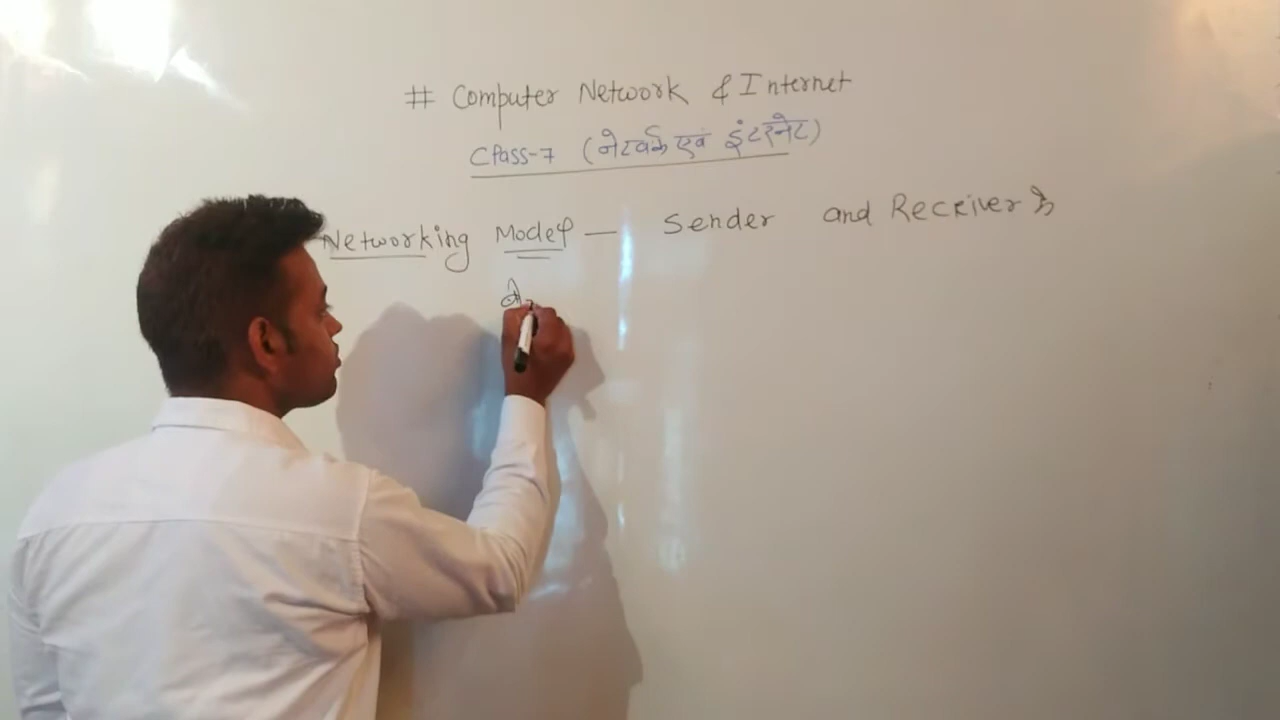 # Computer Network & Internet
Class-7 (नेटवर्क एवं इंटरनेट)
Networking Model — Sender and Receiver के